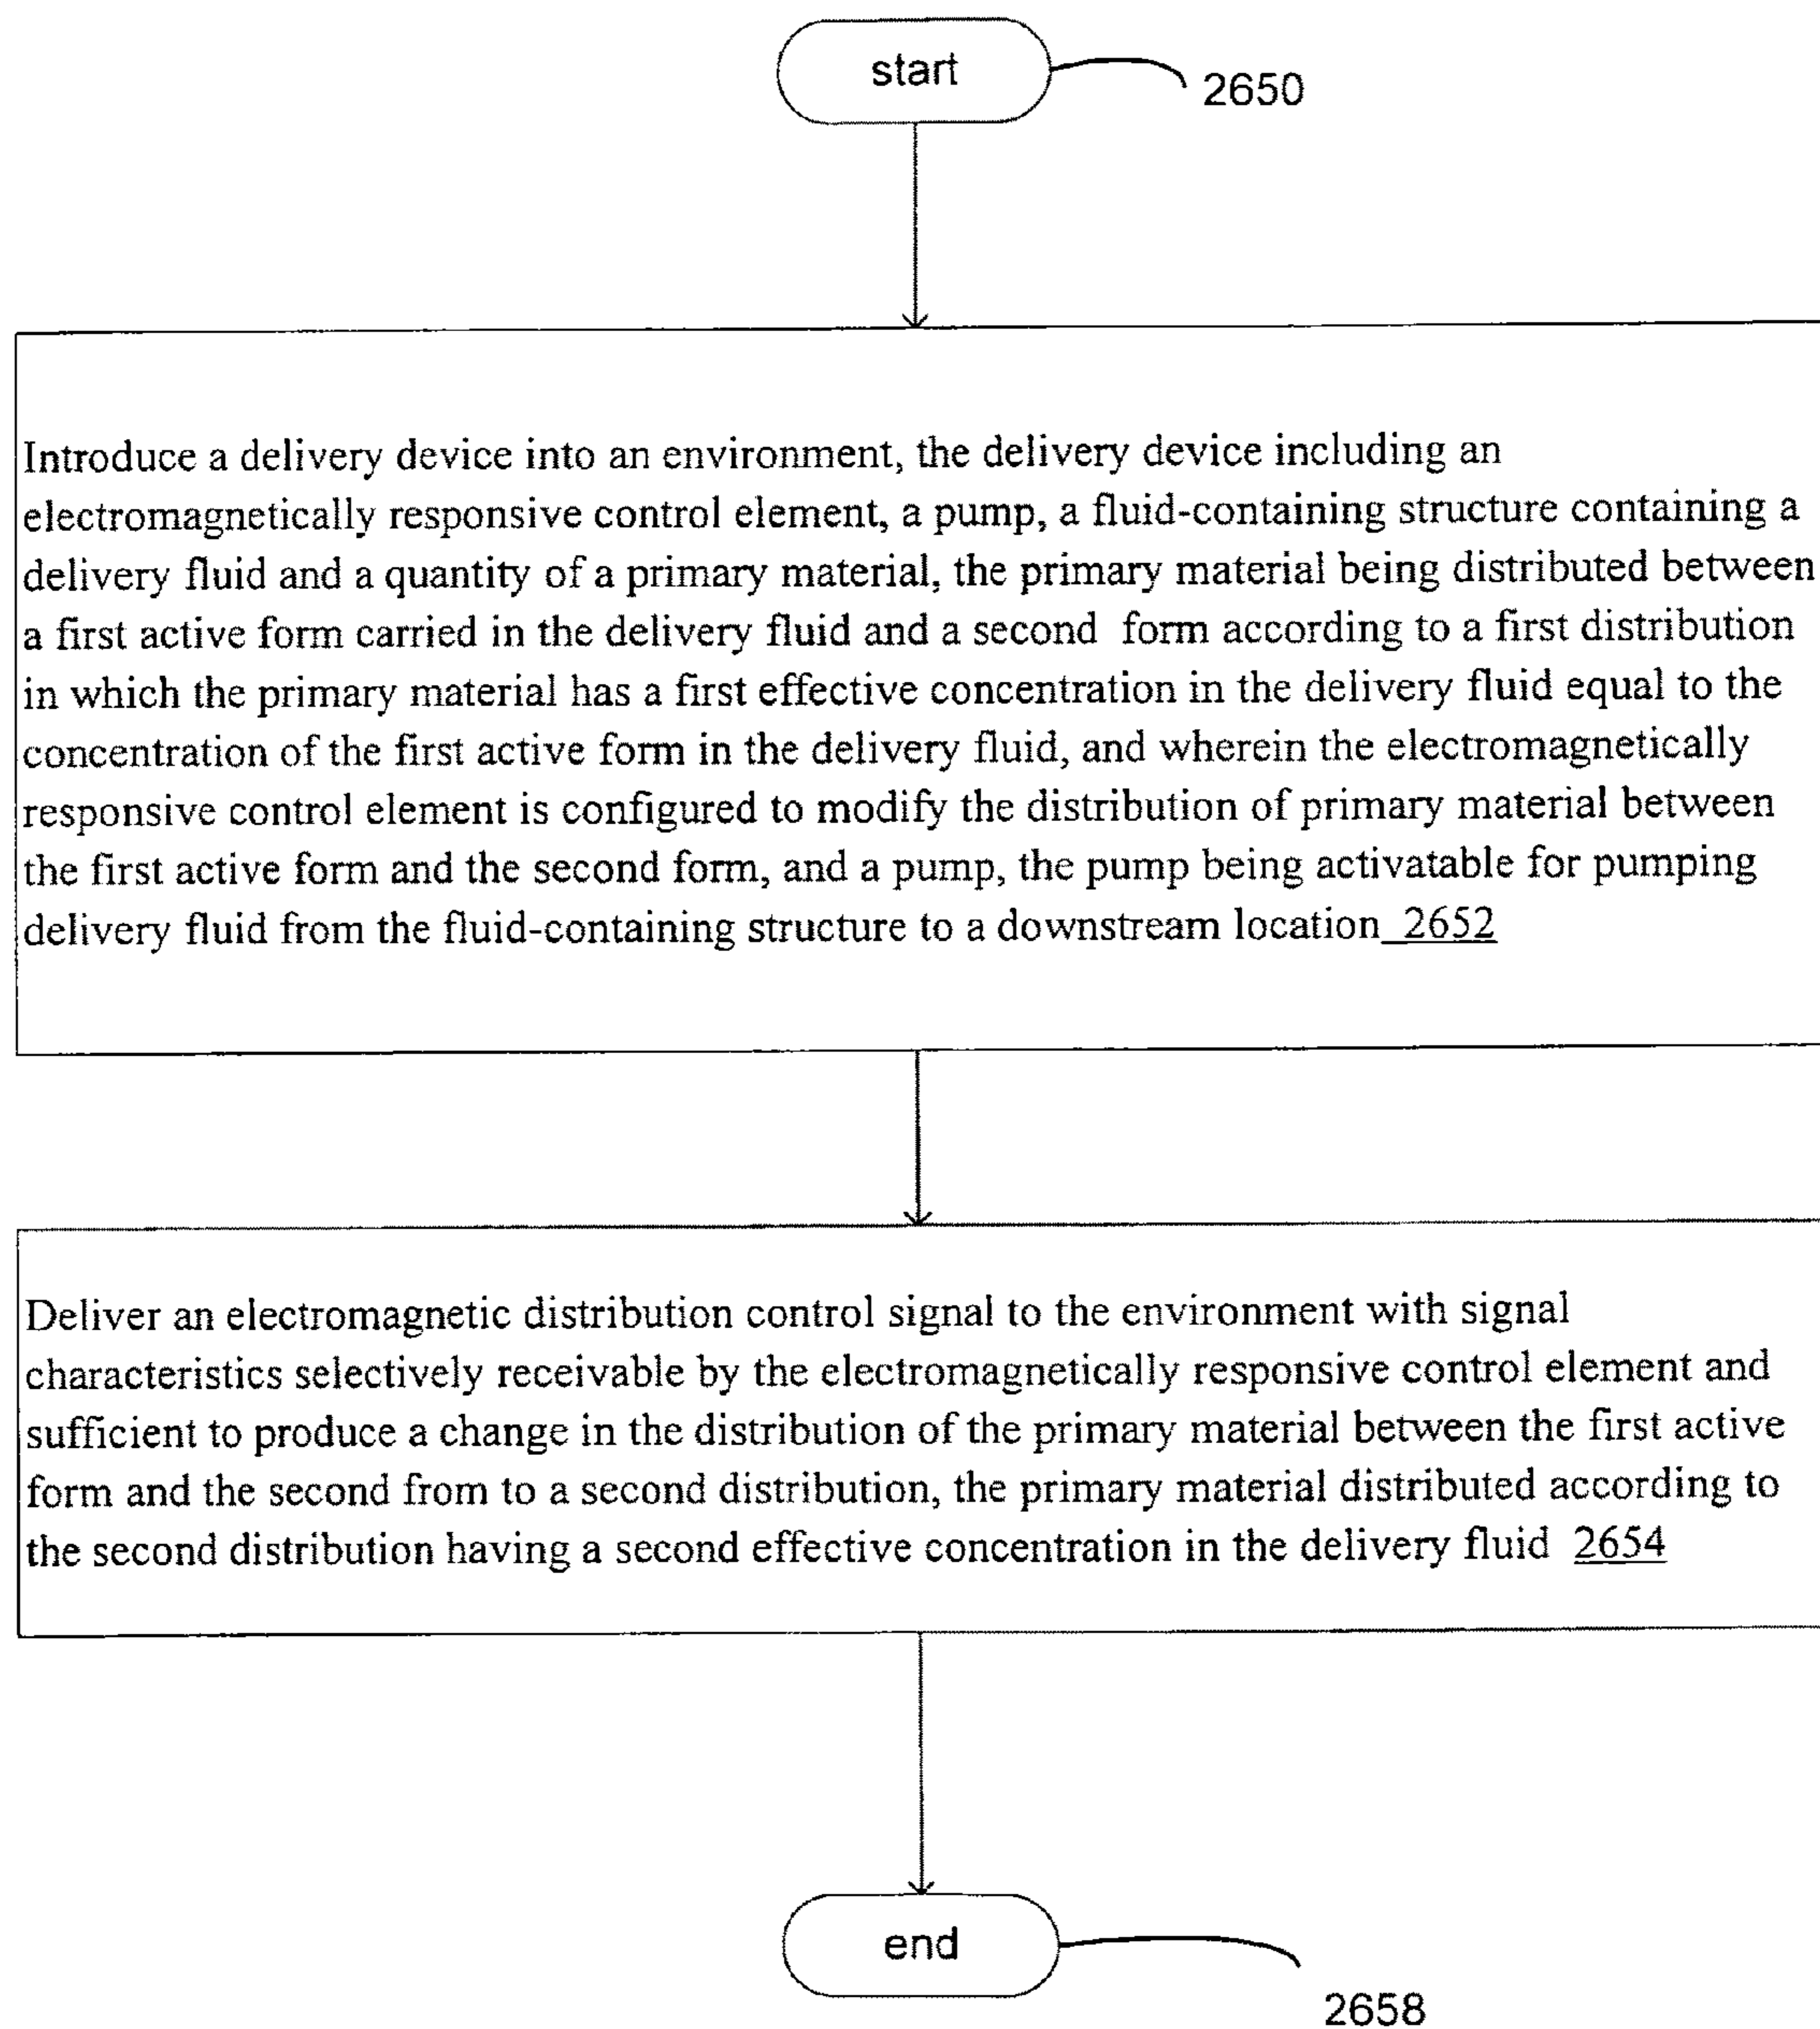 start
2650
Introduce a delivery device into an environment, the delivery device including an
electromagnetically responsive control element, a pump, a fluid-containing structure containing a
delivery fluid and a quantity of a primary material, the primary material being distributed between
a first active form carried in the delivery fluid and a second form according to a first distribution
in which the primary material has a first effective concentration in the delivery fluid equal to the
concentration of the first active form in the delivery fluid, and wherein the electromagnetically
responsive control element is configured to modify the distribution of primary material between
the first active form and the second form, and a pump, the pump being activatable for pumping
delivery fluid from the fluid-containing structure to a downstream location 2652
Deliver an electromagnetic distribution control signal to the environment with signal
characteristics selectively receivable by the electromagnetically responsive control element and
sufficient to produce a change in the distribution of the primary material between the first active
form and the second from to a second distribution, the primary material distributed according to
the second distribution having a second effective concentration in the delivery fluid 2654
end
2658